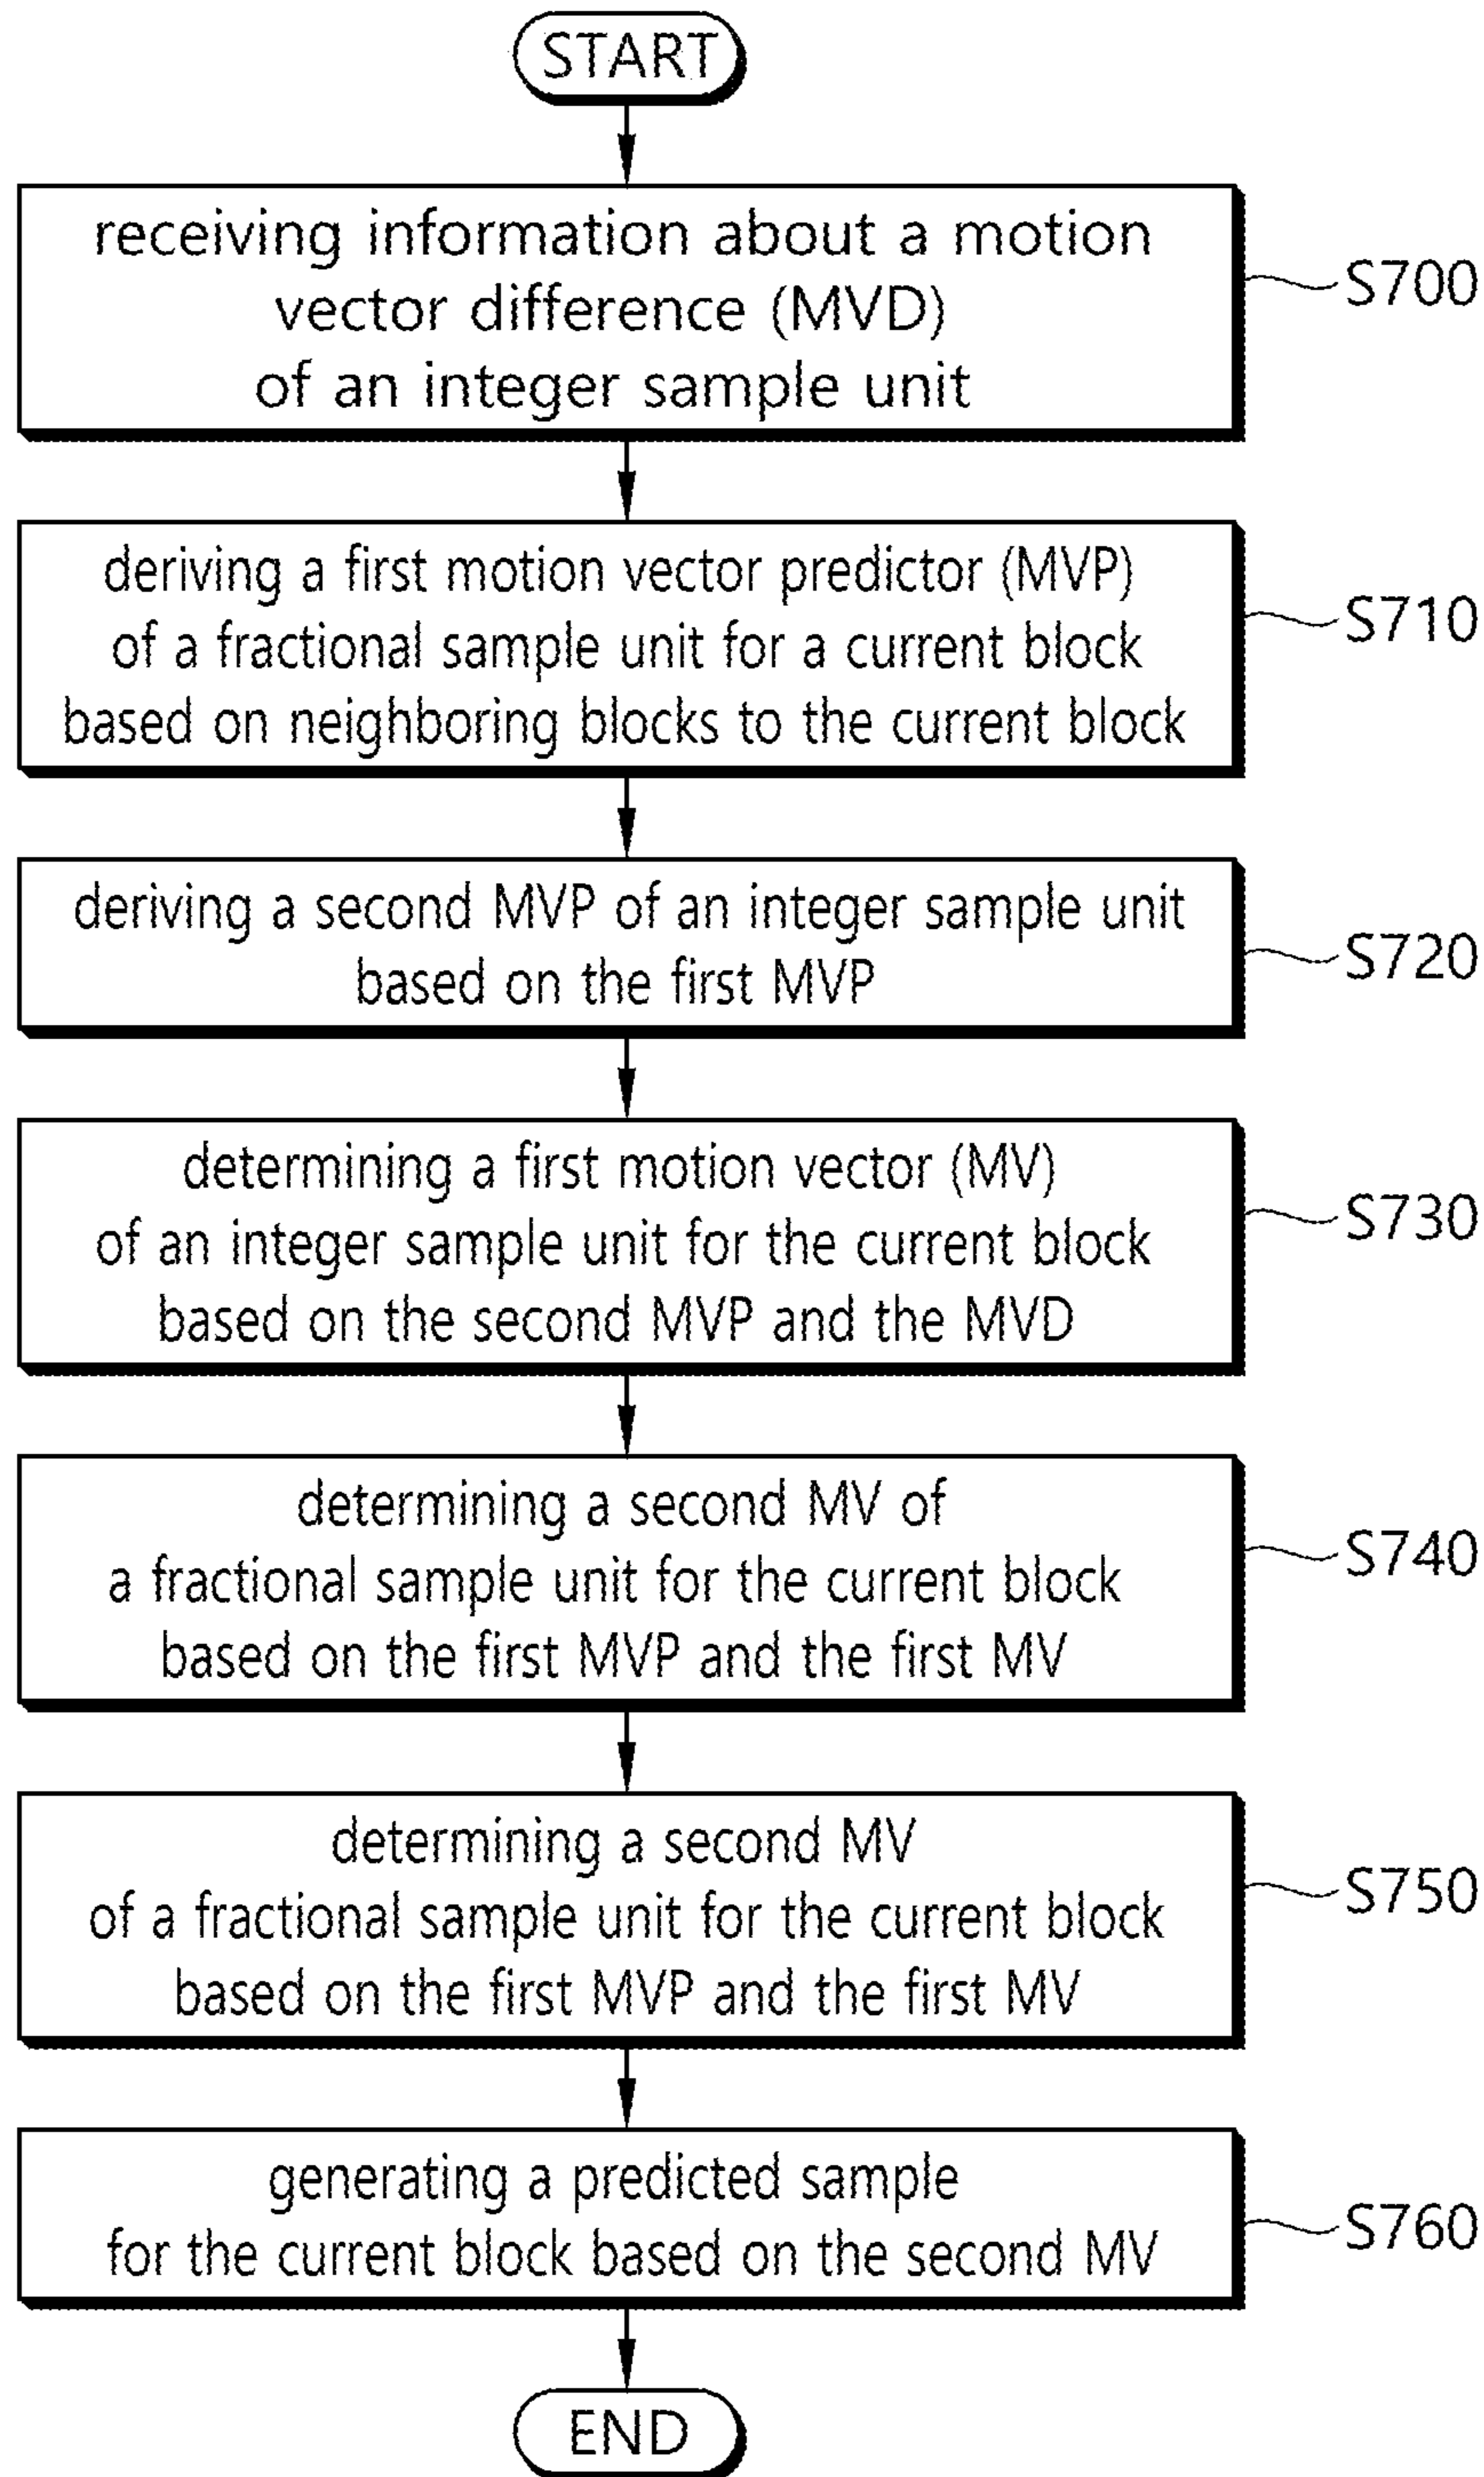 START
receiving information about a motion
vector difference (MVD)
of an integer sample unit
S700
deriving a first motion vector predictor (MVP)
of a fractional sample unit for a current block
based on neighboring blocks to the current block
S710
deriving a second MVP of an integer sample unit
based on the first MVP
S720
determining a first motion vector (MV)
of an integer sample unit for the current block
based on the second MVP and the MVD
S730
determining a second MV of
a fractional sample unit for the current block
based on the first MVP and the first MV
S740
determining a second MV
of a fractional sample unit for the current block
based on the first MVP and the first MV
S750
generating a predicted sample
for the current block based on the second MV
S760
END